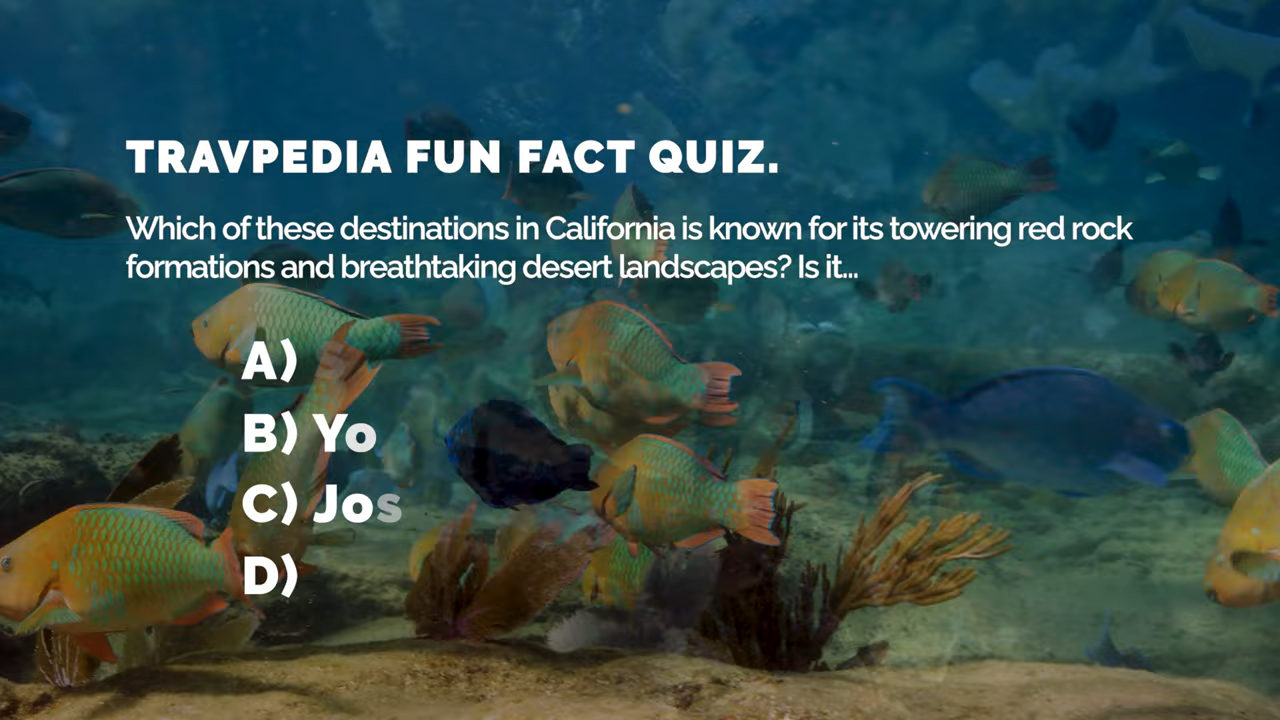 TRAVPEDIA FUN FACT QUIZ.
Which of these destinations in California is known for its towering red rock
formations and breathtaking desert landscapes? Is it...
A)
B) Yo
C) Jos
D)